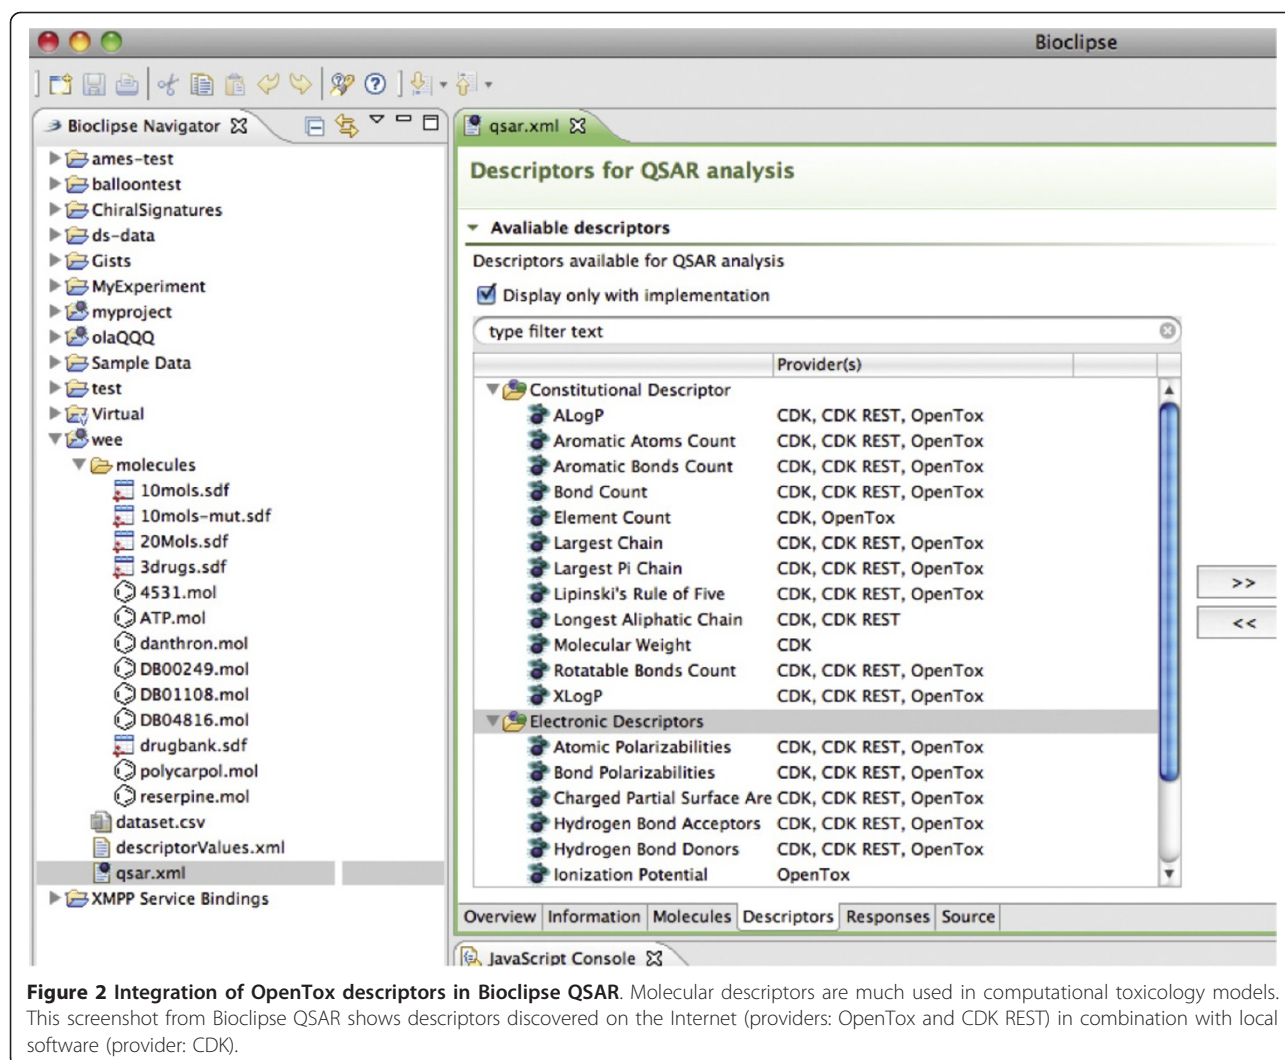 Bioclipse
Bioclipse Navigator
ames-test
balloontest
ChiralSignatures
ds-data
Gists
MyExperiment
myproject
olaQQQ
Sample Data
test
Virtual
wee
molecules
10mols.sdf
10mols-mut.sdf
20Mols.sdf
3drugs.sdf
4531.mol
ATP.mol
danthron.mol
DB00249.mol
DB01108.mol
DB04816.mol
drugbank.sdf
polycarpol.mol
reserpine.mol
dataset.csv
descriptorValues.xml
qsar.xml
XMPP Service Bindings
qsar.xml
Descriptors for QSAR analysis
Avaliable descriptors
Descriptors available for QSAR analysis
Display only with implementation
type filter text
Provider(s)
Constitutional Descriptor
ALogP CDK, CDK REST, OpenTox
Aromatic Atoms Count CDK, CDK REST, OpenTox
Aromatic Bonds Count CDK, CDK REST, OpenTox
Bond Count CDK, CDK REST, OpenTox
Element Count CDK, OpenTox
Largest Chain CDK, CDK REST, OpenTox
Largest Pi Chain CDK, CDK REST, OpenTox
Lipinski's Rule of Five CDK, CDK REST, OpenTox
Longest Aliphatic Chain CDK, CDK REST
Molecular Weight CDK
Rotatable Bonds Count CDK, CDK REST, OpenTox
XLogP CDK, CDK REST, OpenTox
Electronic Descriptors
Atomic Polarizabilities CDK, CDK REST, OpenTox
Bond Polarizabilities CDK, CDK REST, OpenTox
Charged Partial Surface Are CDK, CDK REST, OpenTox
Hydrogen Bond Acceptors CDK, CDK REST, OpenTox
Hydrogen Bond Donors CDK, CDK REST, OpenTox
Ionization Potential OpenTox
>>
<<
Overview Information Molecules Descriptors Responses Source
JavaScript Console
Figure 2 Integration of OpenTox descriptors in Bioclipse QSAR. Molecular descriptors are much used in computational toxicology models.
This screenshot from Bioclipse QSAR shows descriptors discovered on the Internet (providers: OpenTox and CDK REST) in combination with local
software (provider: CDK).